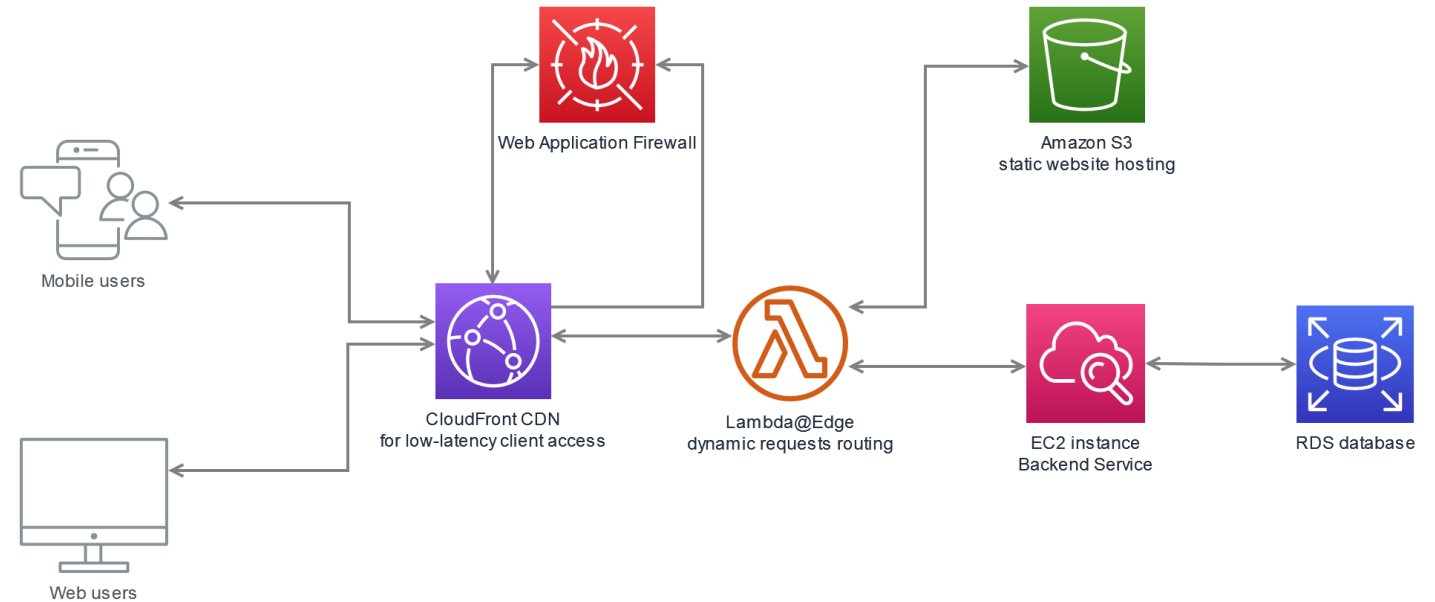 Web Application Firewall
Amazon S3
static website hosting
Mobile users
CloudFront CDN
for low-latency client access
Lambda@Edge
dynamic requests routing
EC2 instance
Backend Service
RDS database
Web users